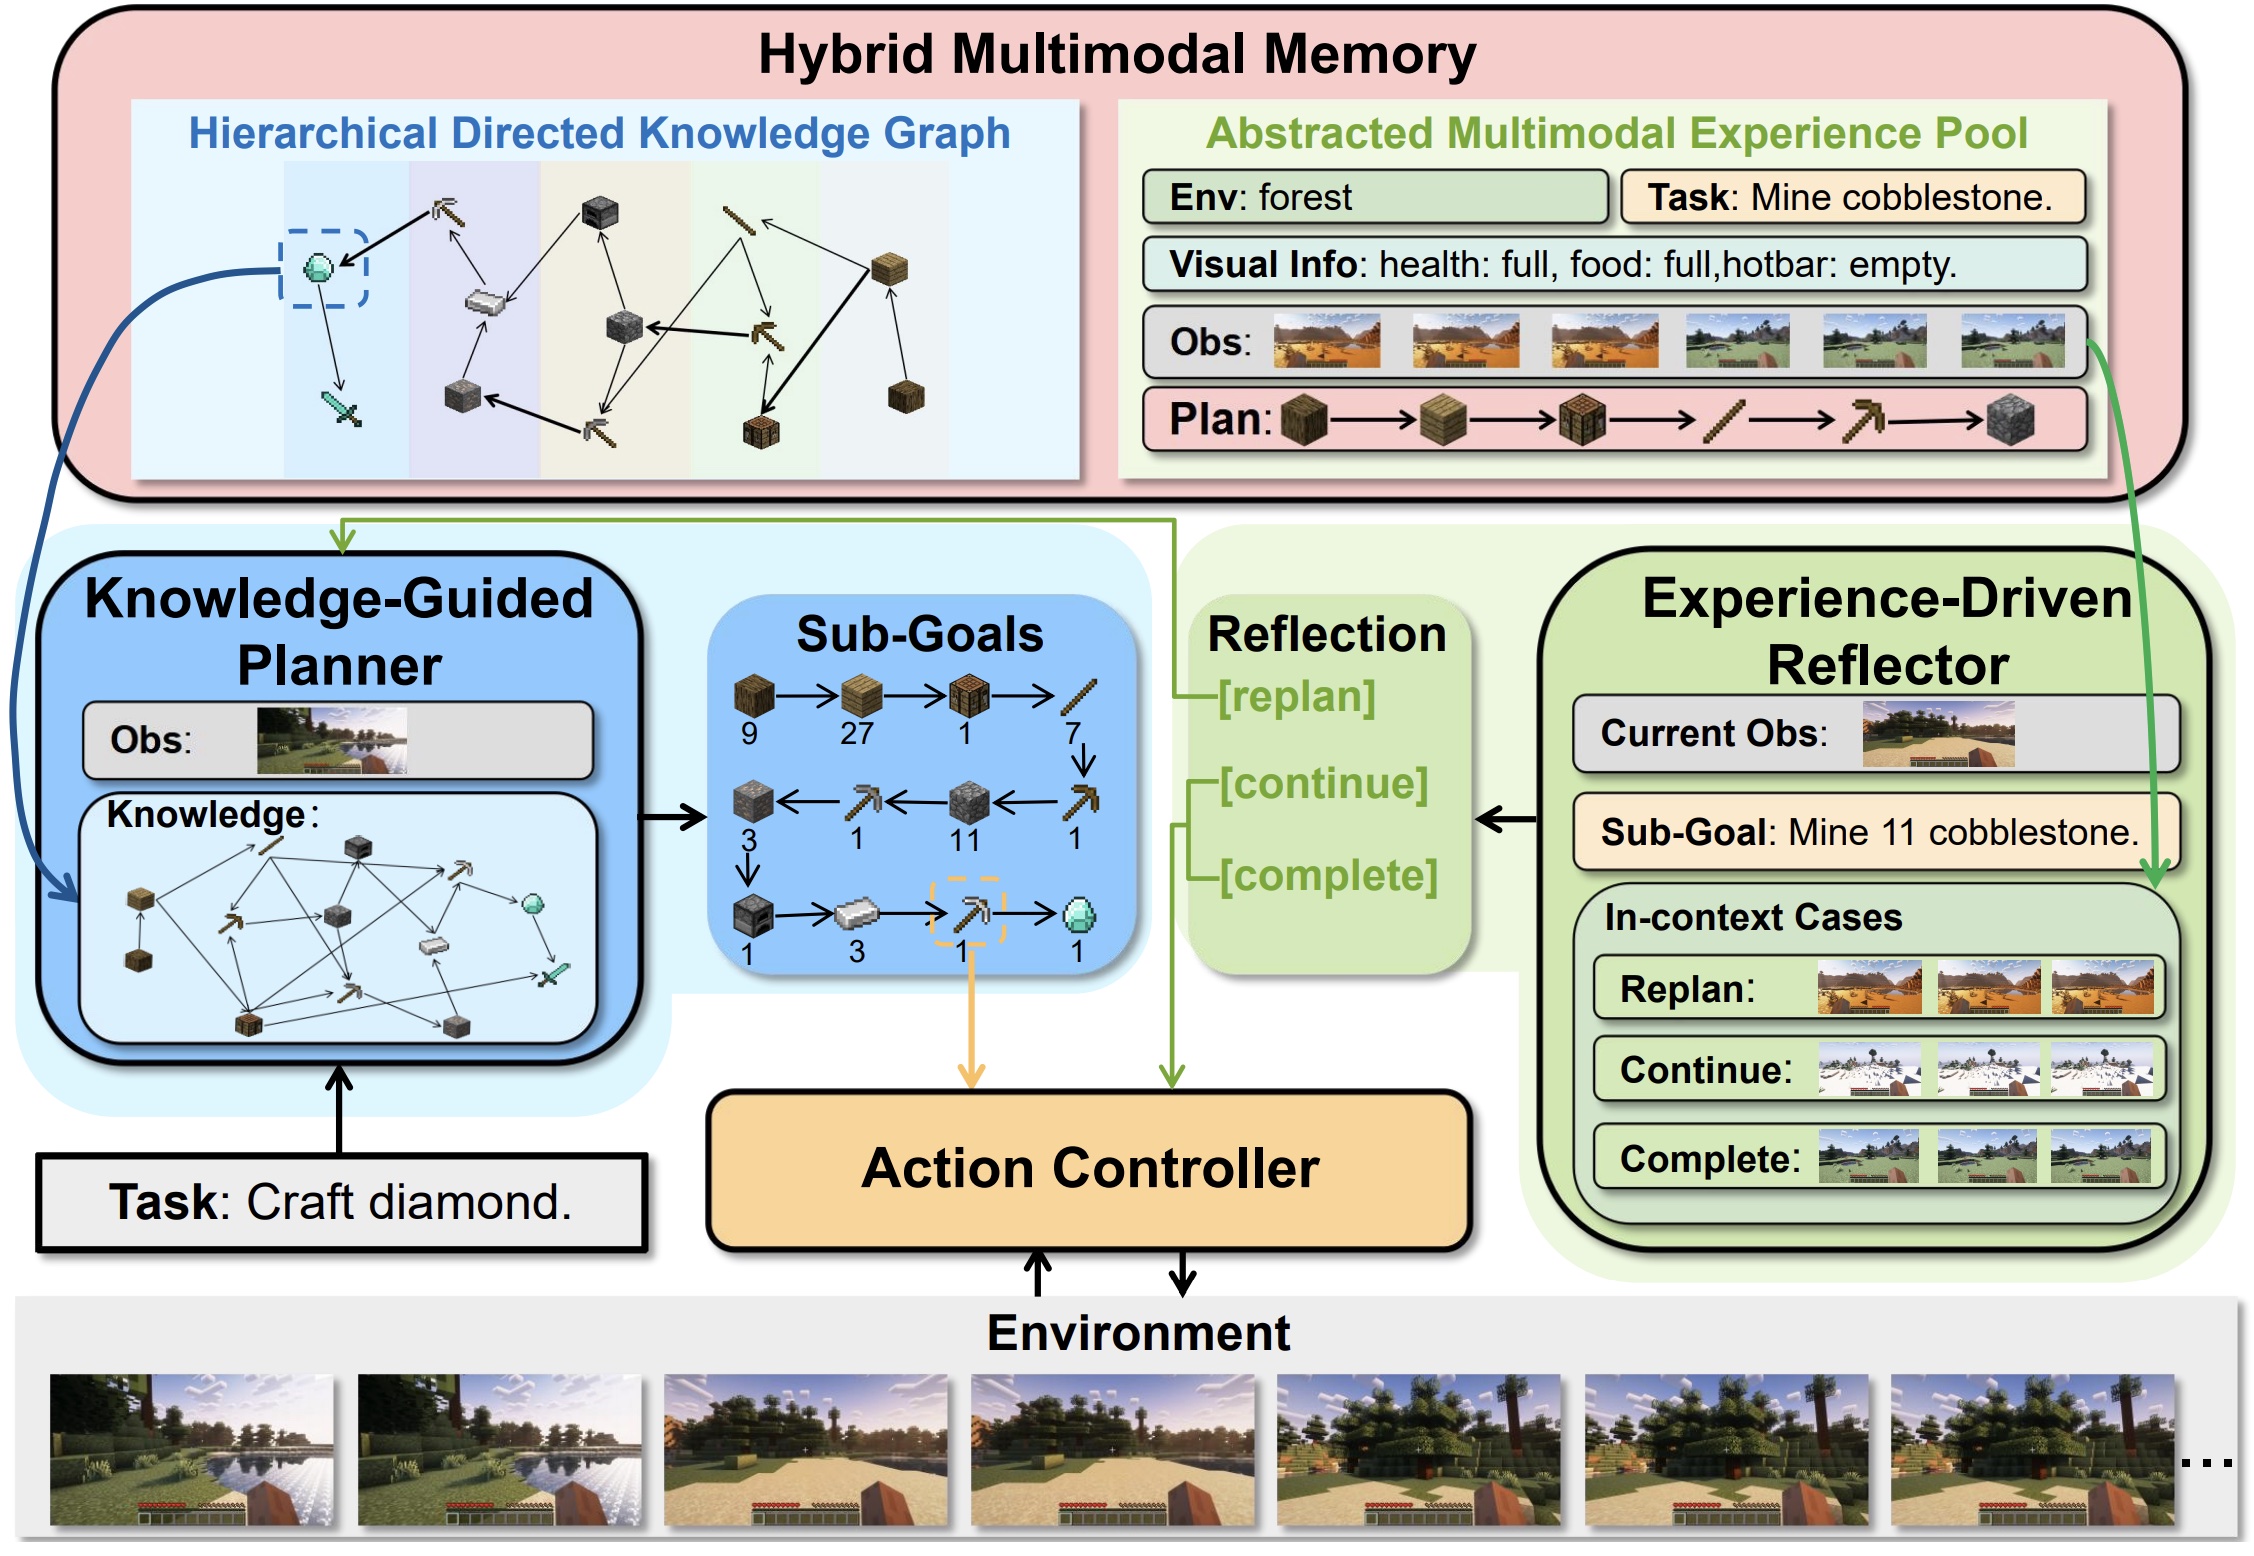 Hybrid Multimodal Memory
Hierarchical Directed Knowledge Graph
Abstracted Multimodal Experience Pool
Env: forest
Task: Mine cobblestone.
Visual Info: health: full, food: full,hotbar: empty.
Obs:
Plan:
Knowledge-Guided
Planner
Obs:
Knowledge:
Task: Craft diamond.
Sub-Goals
9 27 1 7
3 1 11 1
1 3 1 1
Reflection
[replan]
[continue]
[complete]
Experience-Driven
Reflector
Current Obs:
Sub-Goal: Mine 11 cobblestone.
In-context Cases
Replan:
Continue:
Complete:
Action Controller
Environment
...